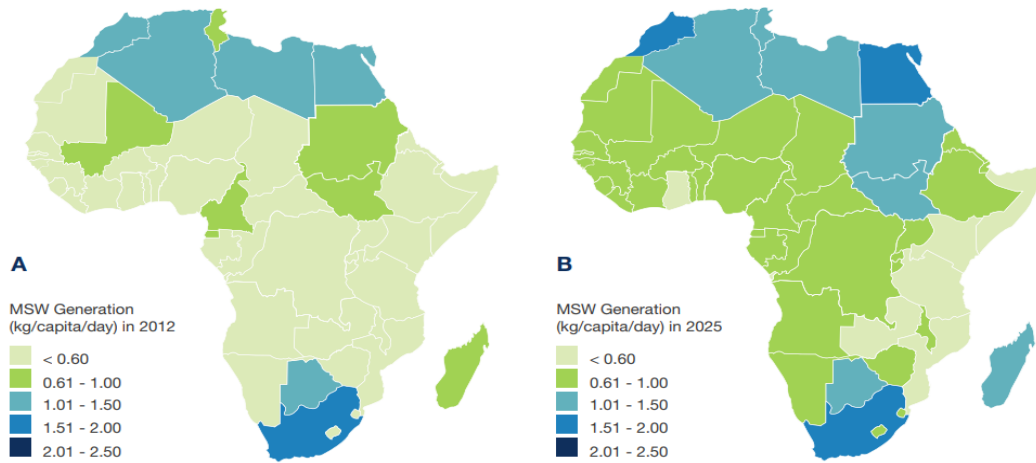 A
MSW Generation
(kg/capita/day) in 2012
< 0.60
0.61 - 1.00
1.01 - 1.50
1.51 - 2.00
2.01 - 2.50
B
MSW Generation
(kg/capita/day) in 2025
< 0.60
0.61 - 1.00
1.01 - 1.50
1.51 - 2.00
2.01 - 2.50